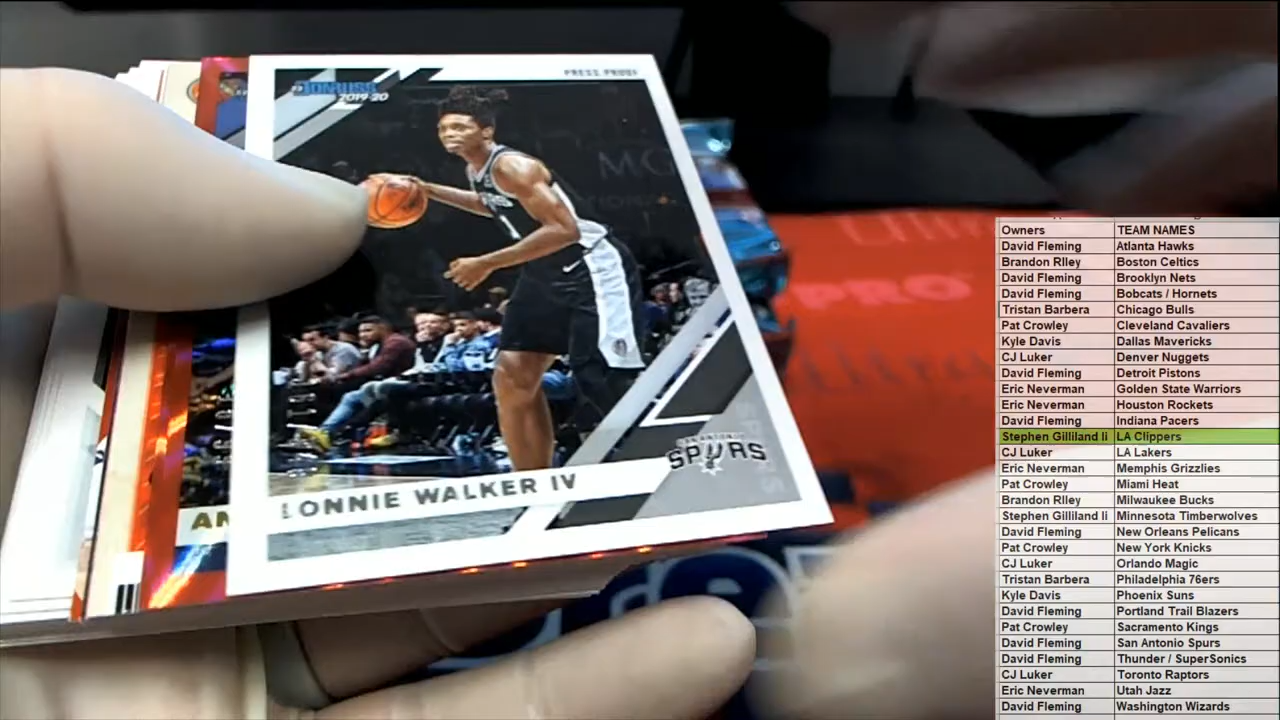 PRESS PROOF
DONRUSS
2019-20
MG
LONNIE WALKER IV
SAN ANTONIO
SPURS
AN
PRO
Owners TEAM NAMES
David Fleming Atlanta Hawks
Brandon RIley Boston Celtics
David Fleming Brooklyn Nets
David Fleming Bobcats / Hornets
Tristan Barbera Chicago Bulls
Pat Crowley Cleveland Cavaliers
Kyle Davis Dallas Mavericks
CJ Luker Denver Nuggets
David Fleming Detroit Pistons
Eric Neverman Golden State Warriors
Eric Neverman Houston Rockets
David Fleming Indiana Pacers
Stephen Gilliland Ii LA Clippers
CJ Luker LA Lakers
Eric Neverman Memphis Grizzlies
Pat Crowley Miami Heat
Brandon RIley Milwaukee Bucks
Stephen Gilliland Ii Minnesota Timberwolves
David Fleming New Orleans Pelicans
Pat Crowley New York Knicks
CJ Luker Orlando Magic
Tristan Barbera Philadelphia 76ers
Kyle Davis Phoenix Suns
David Fleming Portland Trail Blazers
Pat Crowley Sacramento Kings
David Fleming San Antonio Spurs
David Fleming Thunder / SuperSonics
CJ Luker Toronto Raptors
Eric Neverman Utah Jazz
David Fleming Washington Wizards